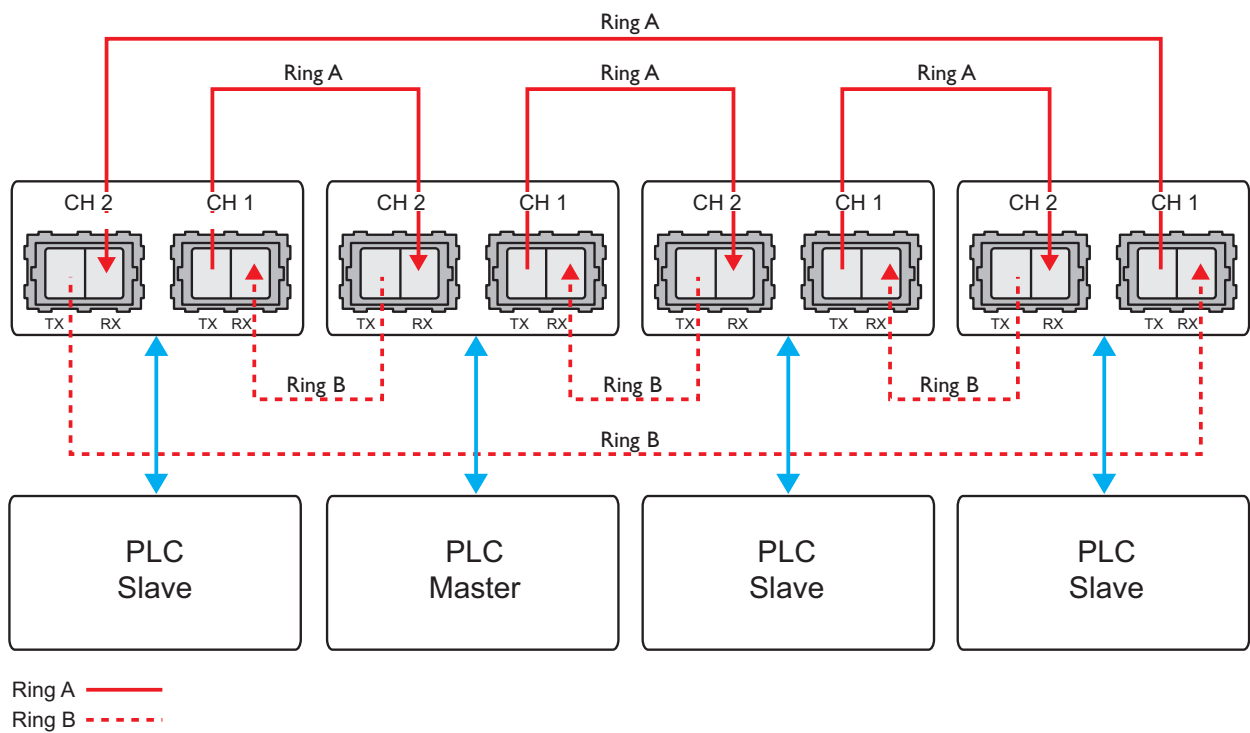 Ring A
Ring A Ring A Ring A
CH 2 CH 1 CH 2 CH 1 CH 2 CH 1 CH 2 CH 1
TX RX TX RX TX RX TX RX TX RX TX RX TX RX TX RX
Ring B Ring B Ring B
Ring B
PLC PLC PLC PLC
Slave Master Slave Slave
Ring A
Ring B